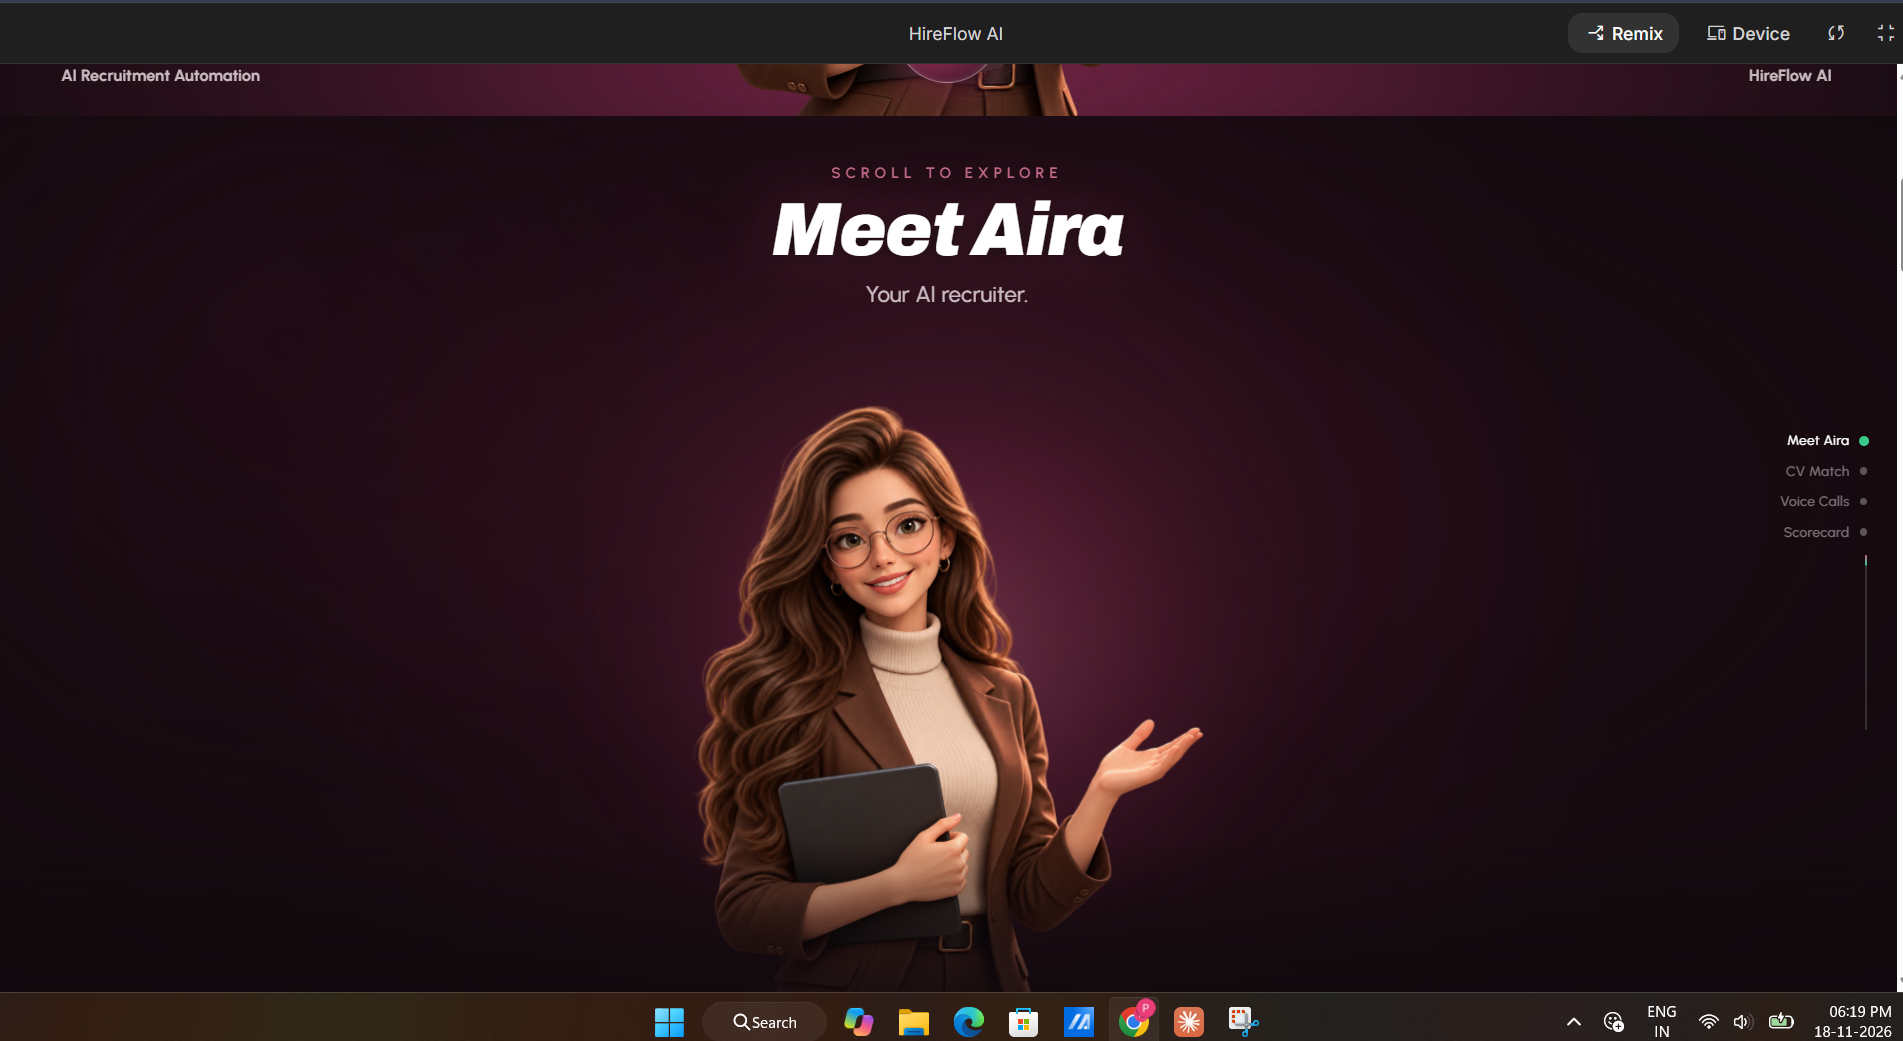 HireFlow AI
Remix
Device
AI Recruitment Automation
HireFlow AI
SCROLL TO EXPLORE
Meet Aira
Your AI recruiter.
Meet Aira
CV Match
Voice Calls
Scorecard
Search
P
ENG
IN
06:19 PM
18-11-2026